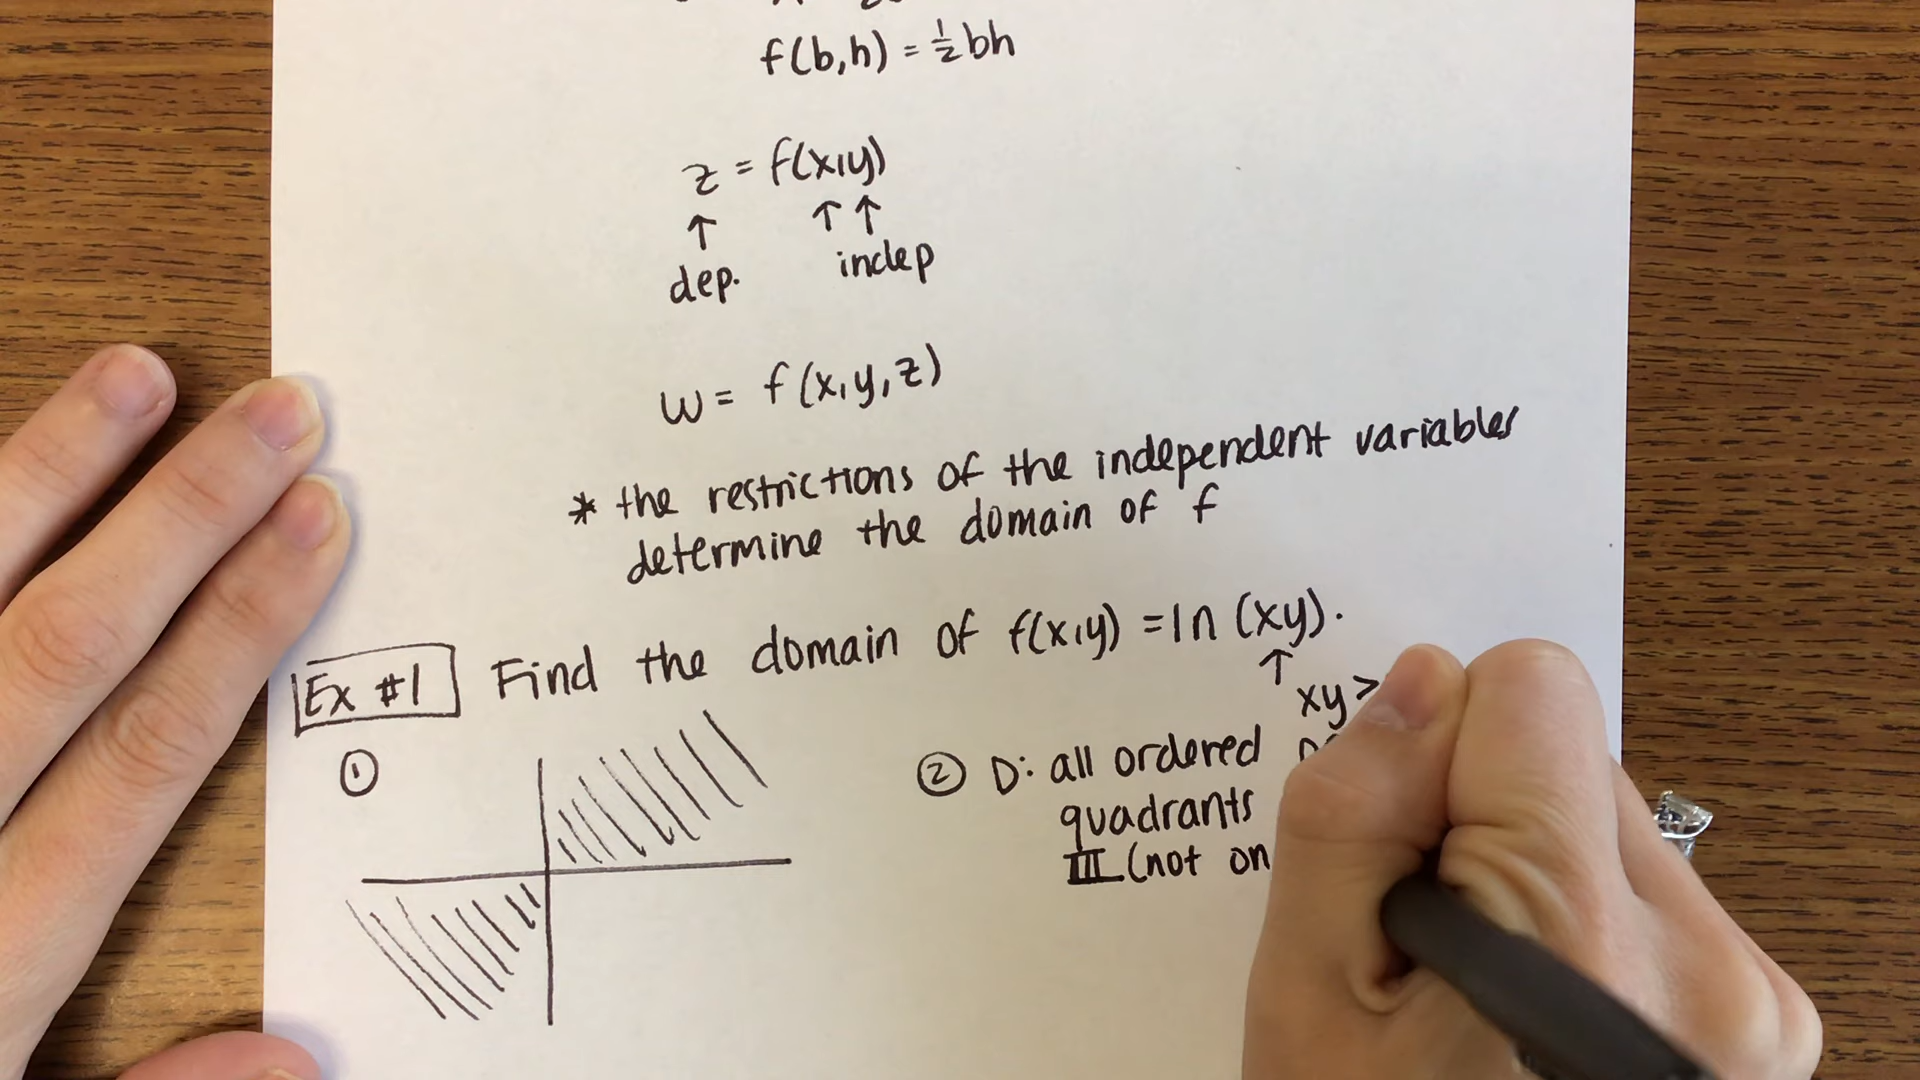 f(b,h) = ½bh
z = f(x,y)
↑ ↑↑
dep. indep
w = f(x,y,z)
* the restrictions of the independent variables
determine the domain of f
Ex #1 Find the domain of f(x,y) = ln (xy).
↑
xy >
① 
② D: all ordered
quadrants
III (not on